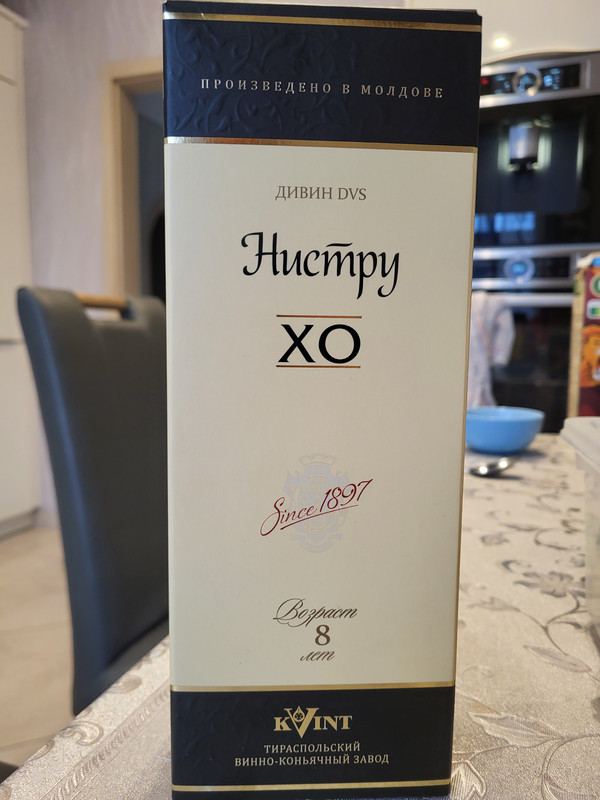 ПРОИЗВЕДЕНО В МОЛДОВЕ
ДИВИН DVS
Нистру
XO
Since 1897
Возраст
8
лет
KVINT
ТИРАСПОЛЬСКИЙ
ВИННО-КОНЬЯЧНЫЙ ЗАВОД